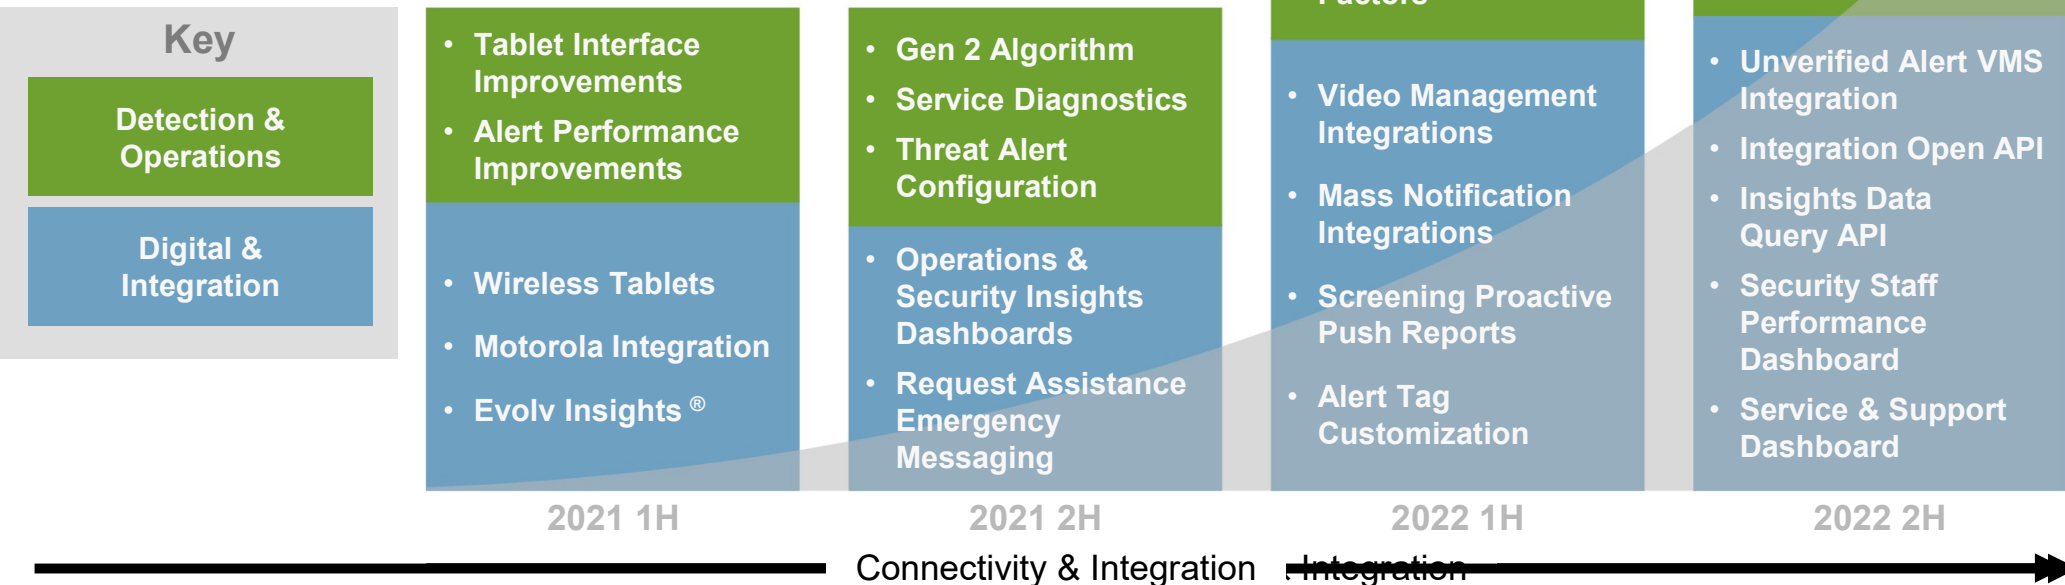 Key
Detection &
Operations
Digital &
Integration
• Tablet Interface
Improvements
• Alert Performance
Improvements
• Wireless Tablets
• Motorola Integration
• Evolv Insights ®
2021 1H
• Gen 2 Algorithm
• Service Diagnostics
• Threat Alert
Configuration
• Operations &
Security Insights
Dashboards
• Request Assistance
Emergency
Messaging
2021 2H
Factors
• Video Management
Integrations
• Mass Notification
Integrations
• Screening Proactive
Push Reports
• Alert Tag
Customization
2022 1H
• Unverified Alert VMS
Integration
• Integration Open API
• Insights Data
Query API
• Security Staff
Performance
Dashboard
• Service & Support
Dashboard
2022 2H
Connectivity & Integration
Integration